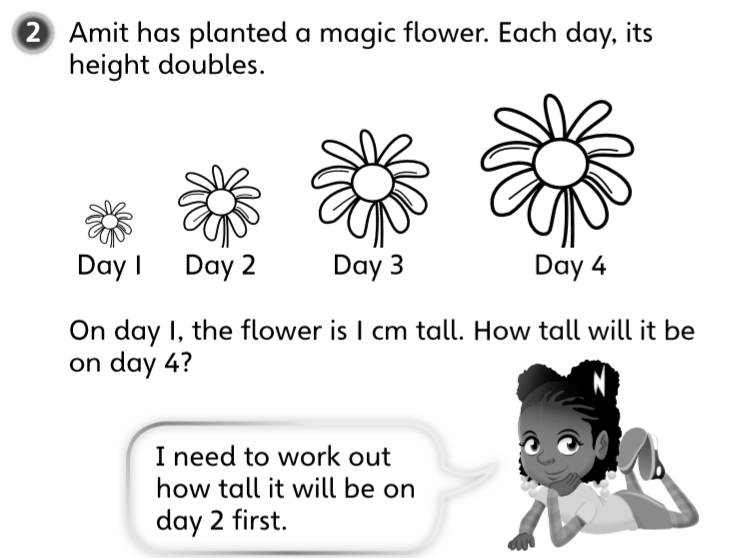 2 Amit has planted a magic flower. Each day, its
height doubles.
Day 1 Day 2 Day 3 Day 4
On day 1, the flower is 1 cm tall. How tall will it be
on day 4?
I need to work out
how tall it will be on
day 2 first.